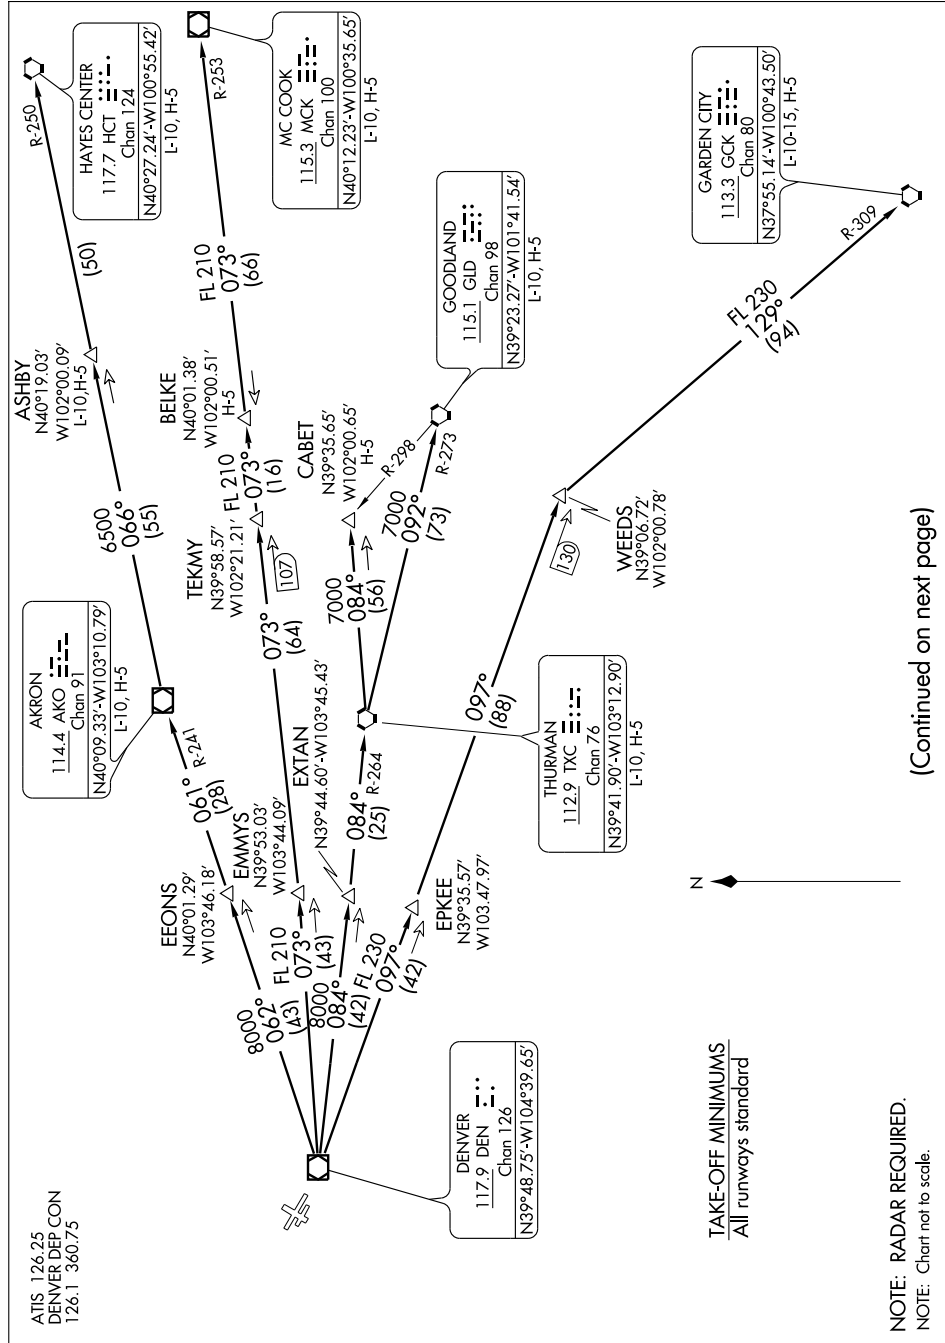 ATIS 126.25
DENVER DEP CON
126.1 360.75
AKRON
114.4 AKO
Chan 91
N40°09.33'-W103°10.79'
L-10, H-5
ASHBY
N40°19.03'
W102°00.09'
L-10,H-5
HAYES CENTER
117.7 HCT
Chan 124
N40°27.24'-W100°55.42'
L-10, H-5
R-250
(50)
6500
066°
(55)
MC COOK
115.3 MCK
Chan 100
N40°12.23'-W100°35.65'
L-10, H-5
R-253
FL 210
073°
(66)
BELKE
N40°01.38'
W102°00.51'
H-5
FL 210
073°
(16)
TEKMY
N39°58.57'
W102°21.21'
107
073°
(64)
EEONS
N40°01.29'
W103°46.18'
061°
(28)
R-241
EMMYS
N39°53.03'
W103°44.09'
EXTAN
N39°44.60'-W103°45.43'
8000
062°
(43)
FL 210
073°
(43)
8000
084°
(42)
FL 230
097°
(42)
084°
(25)
R-264
CABET
N39°35.65'
W102°00.65'
H-5
7000
084°
(56)
R-298
7000
092°
(73)
R-273
GOODLAND
115.1 GLD
Chan 98
N39°23.27'-W101°41.54'
L-10, H-5
EPKEE
N39°35.57'
W103.47.97'
097°
(88)
130
WEEDS
N39°06.72'
W102°00.78'
FL 230
129°
(94)
R-309
GARDEN CITY
113.3 GCK
Chan 80
N37°55.14'-W100°43.50'
L-10-15, H-5
THURMAN
112.9 TXC
Chan 76
N39°41.90'-W103°12.90'
L-10, H-5
DENVER
117.9 DEN
Chan 126
N39°48.75'-W104°39.65'
N
TAKE-OFF MINIMUMS
All runways standard
NOTE: RADAR REQUIRED.
NOTE: Chart not to scale.
(Continued on next page)